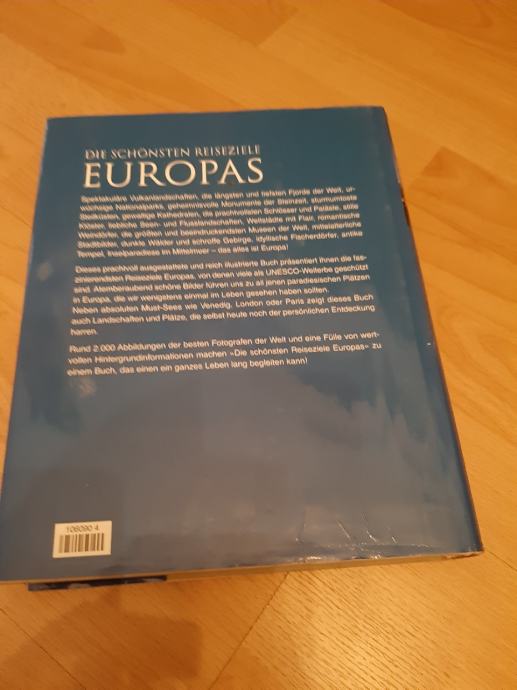 DIE SCHÖNSTEN REISEZIELE
EUROPAS
Spektakuläre Vulkanlandschaften, die längsten und tiefsten Fjorde der Welt, ur-
wüchsige Nationalparks, geheimnisvolle Monumente der Steinzeit, sturmumtoste
Steilküsten, gewaltige Kathedralen, die prachtvollsten Schlösser und Paläste, stille
Klöster, liebliche Seen- und Flusslandschaften, Weltstädte mit Flair, romantische
Weindörfer, die größten und beeindruckendsten Museen der Welt, mittelalterliche
Stadtbilder, dunkle Wälder und schroffe Gebirge, idyllische Fischerdörfer, antike
Tempel, Inselparadiese im Mittelmeer – das alles ist Europa!
Dieses prachtvoll ausgestattete und reich illustrierte Buch präsentiert Ihnen die fas-
zinierendsten Reiseziele Europas, von denen viele als UNESCO-Welterbe geschützt
sind. Atemberaubend schöne Bilder führen uns zu all jenen paradiesischen Plätzen
in Europa, die wir wenigstens einmal im Leben gesehen haben sollten.
Neben absoluten Must-Sees wie Venedig, London oder Paris zeigt dieses Buch
auch Landschaften und Plätze, die selbst heute noch der persönlichen Entdeckung
harren.
Rund 2 000 Abbildungen der besten Fotografen der Welt und eine Fülle von wert-
vollen Hintergrundinformationen machen «Die schönsten Reiseziele Europas» zu
einem Buch, das einen ein ganzes Leben lang begleiten kann!
106090 4